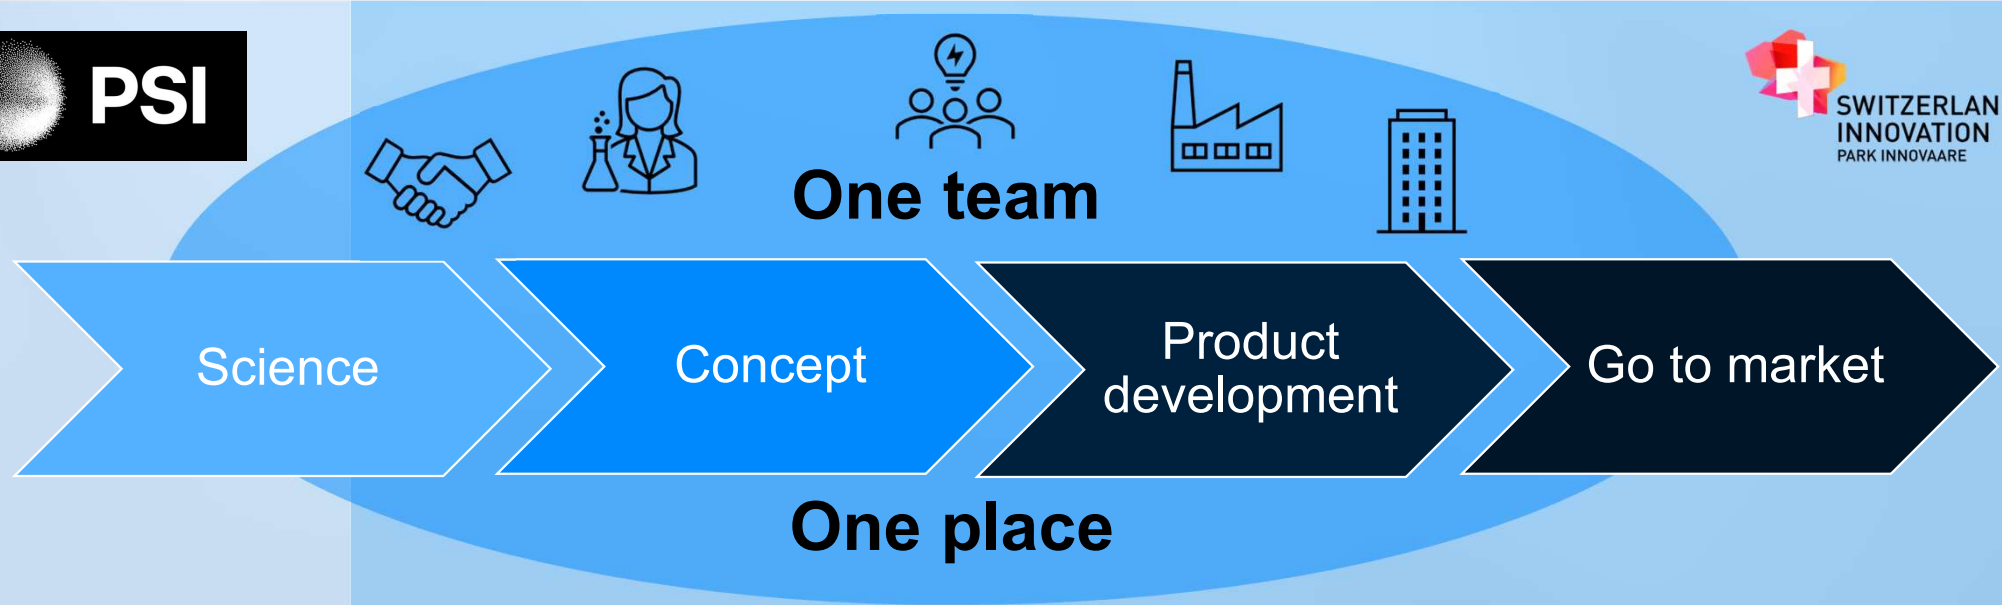 PSI
SWITZERLAN
INNOVATION
PARK INNOVAARE
One team
Science
Concept
Product
development
Go to market
One place